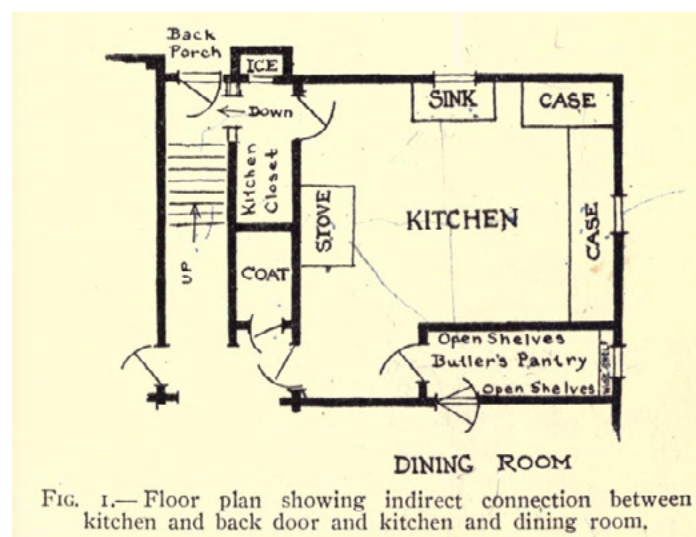 Back
Porch
ICE
Down
SINK
CASE
Kitchen
Closet
STOVE
KITCHEN
CASE
UP
COAT
Open Shelves
Butler's Pantry
Open Shelves
DINING ROOM
FIG. 1.—Floor plan showing indirect connection between
kitchen and back door and kitchen and dining room.